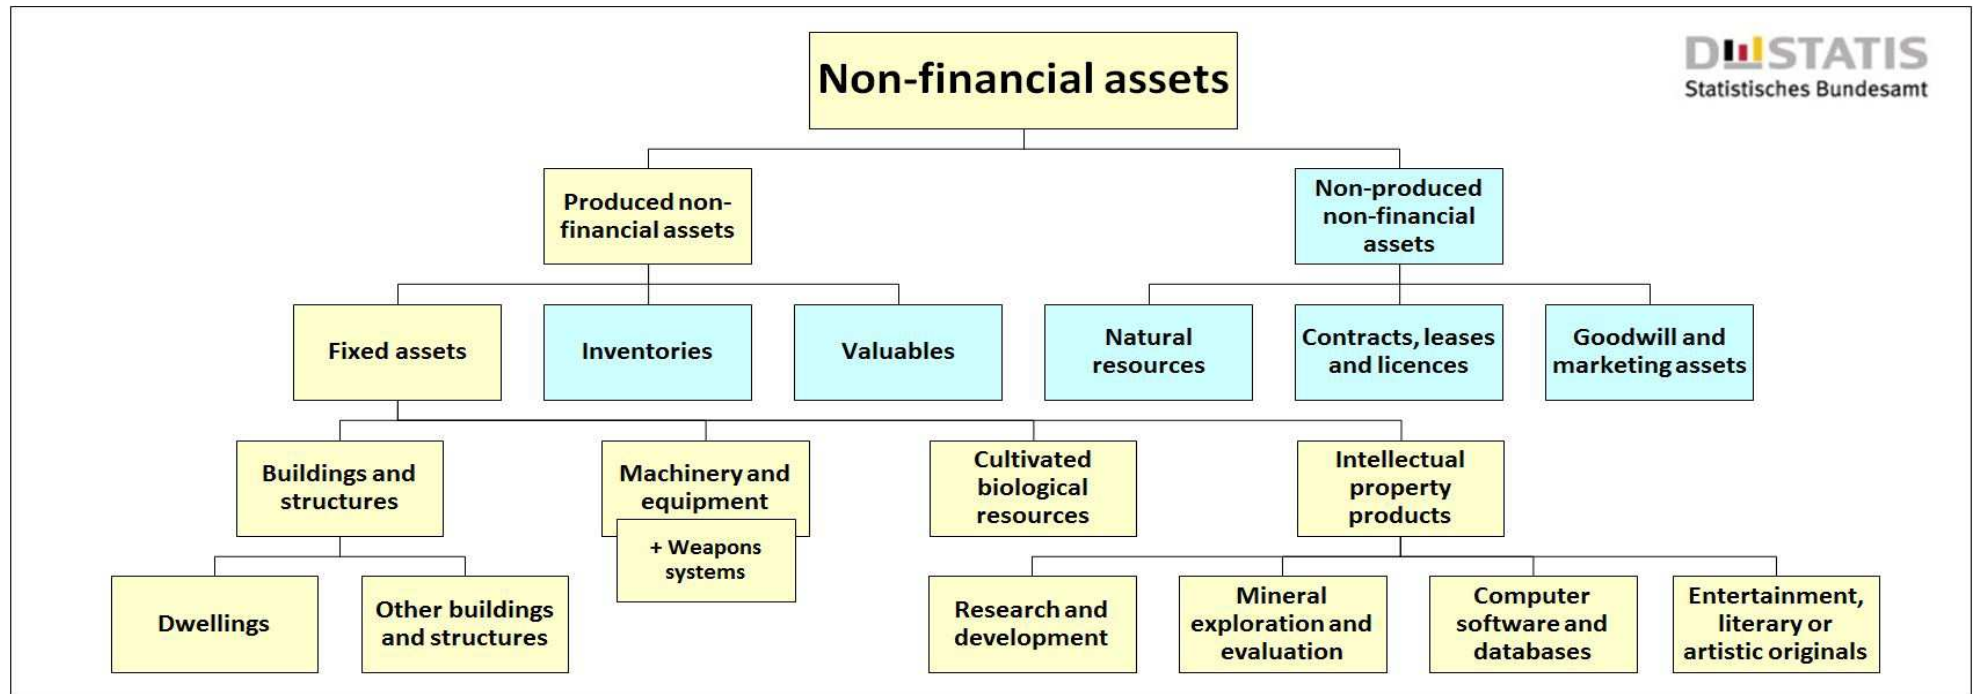 Non-financial assets
DSTATIS
Statistisches Bundesamt
Produced non-
financial assets
Non-produced
non-financial
assets
Fixed assets
Inventories
Valuables
Natural
resources
Contracts, leases
and licences
Goodwill and
marketing assets
Buildings and
structures
Machinery and
equipment
+ Weapons
systems
Cultivated
biological
resources
Intellectual
property
products
Dwellings
Other buildings
and structures
Research and
development
Mineral
exploration and
evaluation
Computer
software and
databases
Entertainment,
literary or
artistic originals